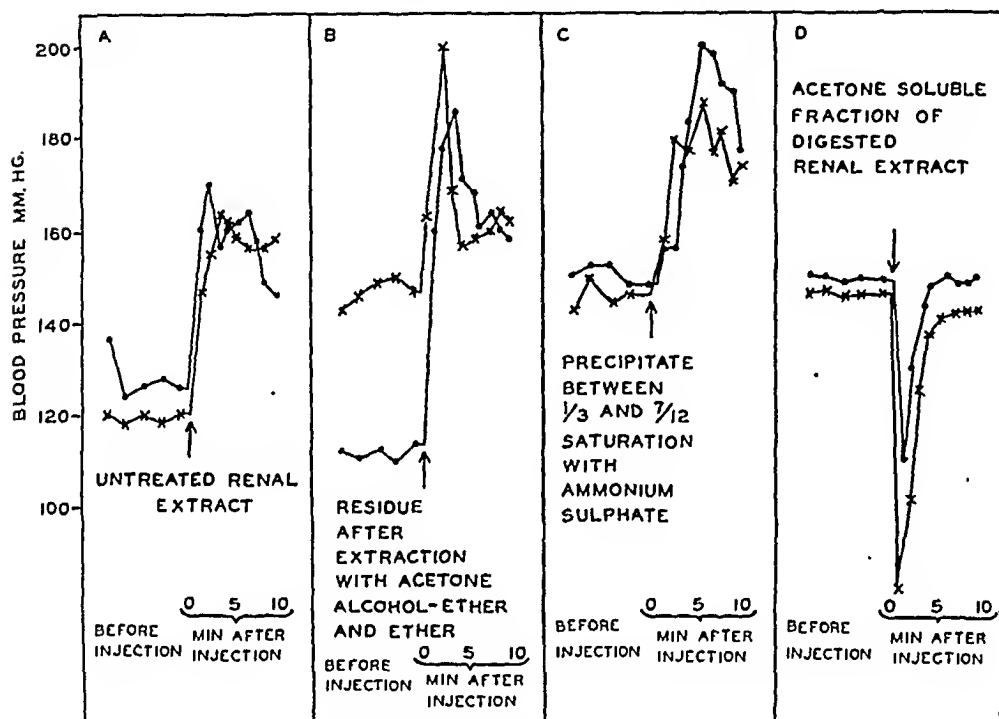 A
B
C
D
200
180
160
140
120
100
BLOOD PRESSURE MM. HG.
UNTREATED RENAL
EXTRACT
BEFORE
INJECTION
0 5 10
MIN AFTER
INJECTION
RESIDUE
AFTER
EXTRACTION
WITH ACETONE
ALCOHOL-ETHER
AND ETHER
BEFORE
INJECTION
0 5 10
MIN AFTER
INJECTION
PRECIPITATE
BETWEEN
1/3 AND 7/12
SATURATION
WITH
AMMONIUM
SULPHATE
BEFORE
INJECTION
0 5 10
MIN AFTER
INJECTION
ACETONE SOLUBLE
FRACTION OF
DIGESTED
RENAL EXTRACT
BEFORE
INJECTION
0 5 10
MIN AFTER
INJECTION